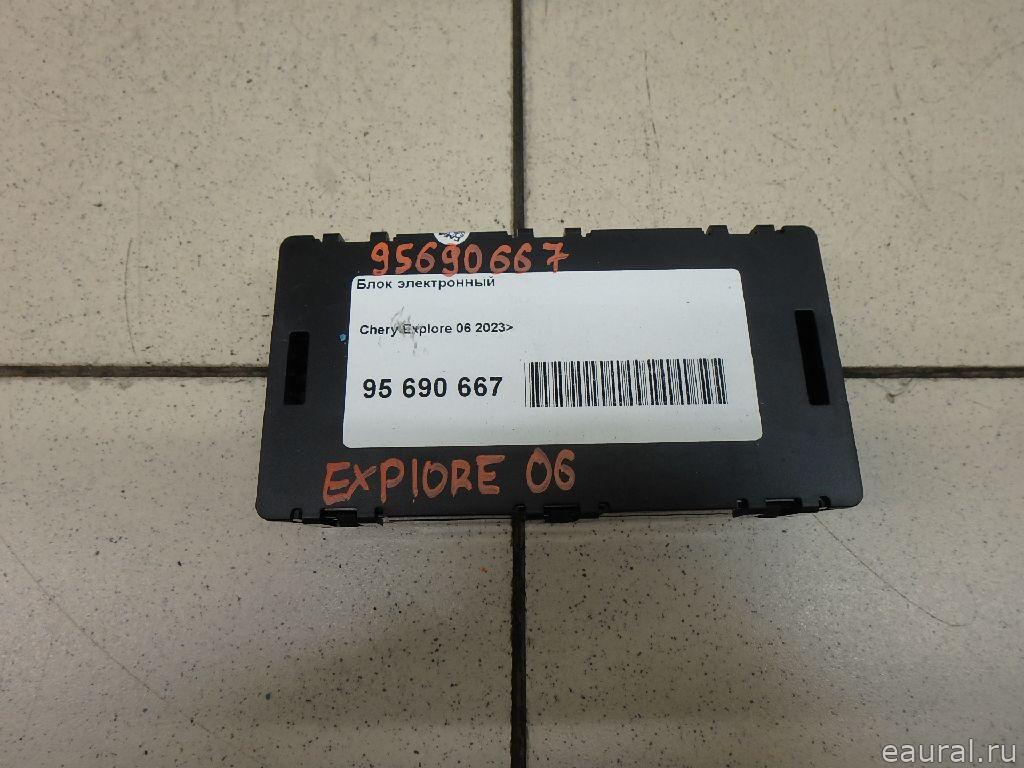 95690667
Блок электронный
Chery Explore 06 2023>
95 690 667
EXPlORE 06
eaural.ru